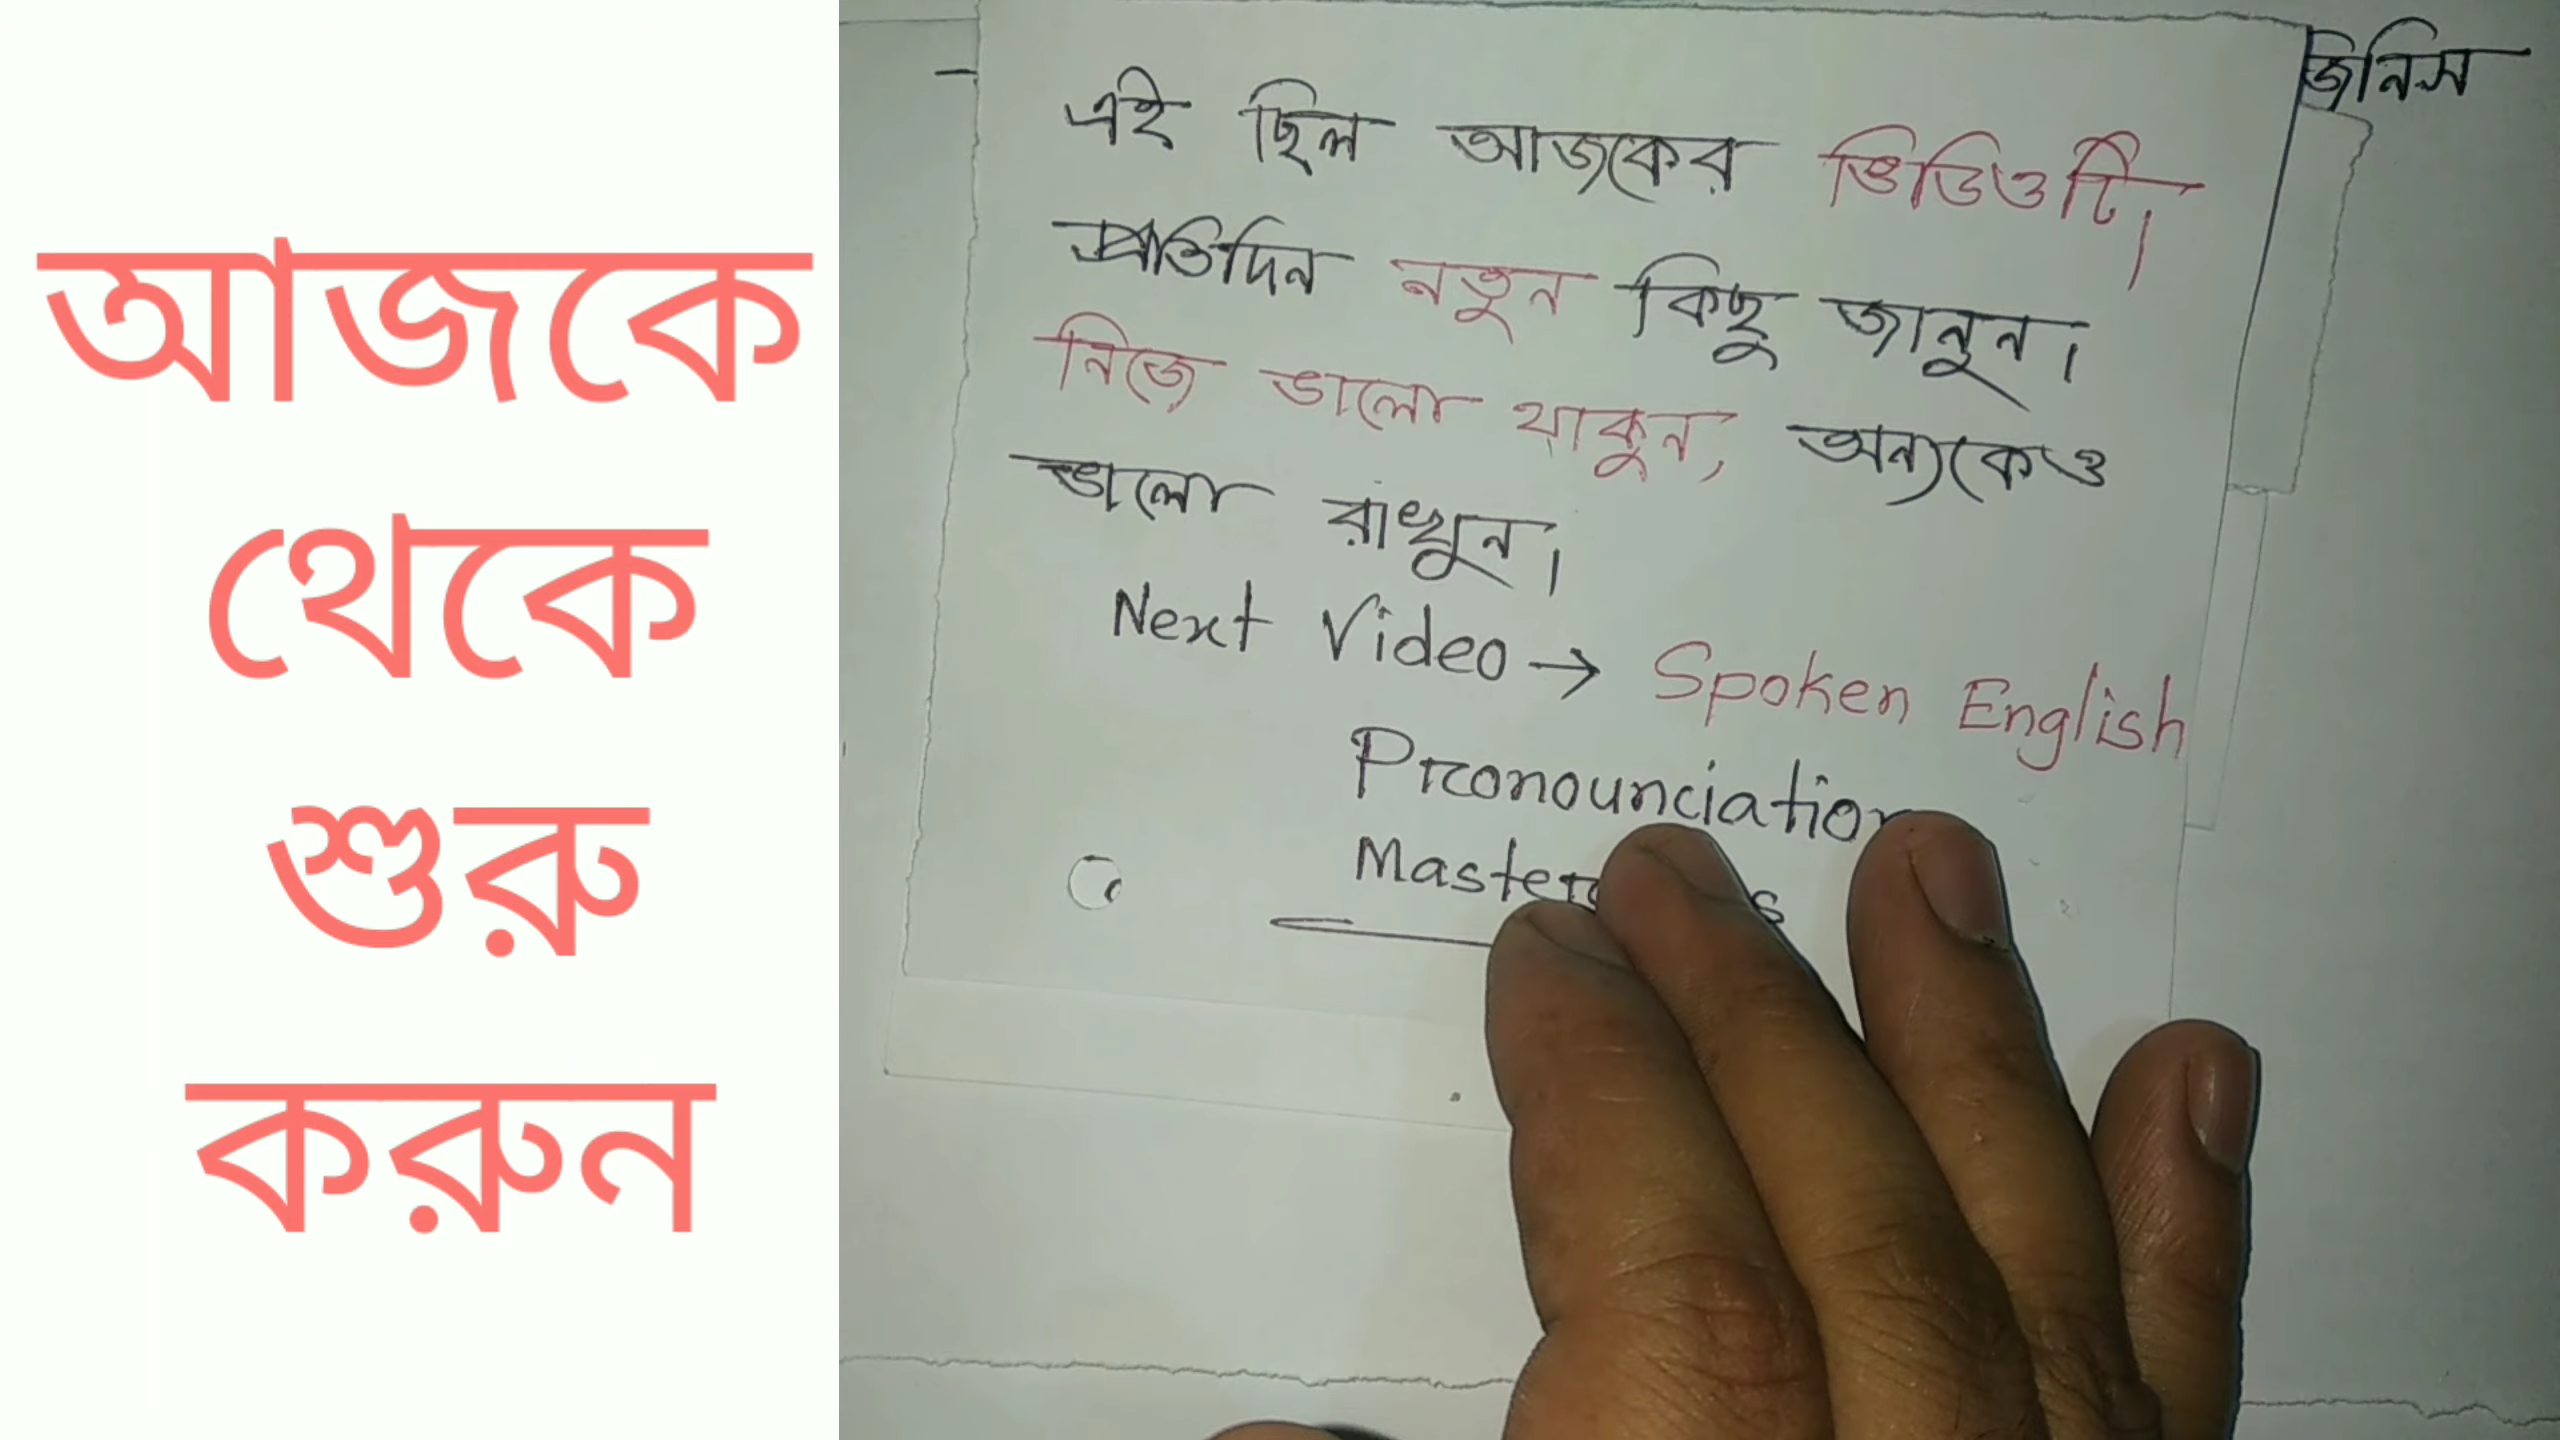 আজকে
থেকে
শুরু
করুন
জিনিস
এই ছিল আজকের ভিডিওটি।
প্রতিদিন নতুন কিছু জানুন।
নিজে ভালো থাকুন, অন্যকেও
ভালো রাখুন।
Next Video → Spoken English
Pronounciation